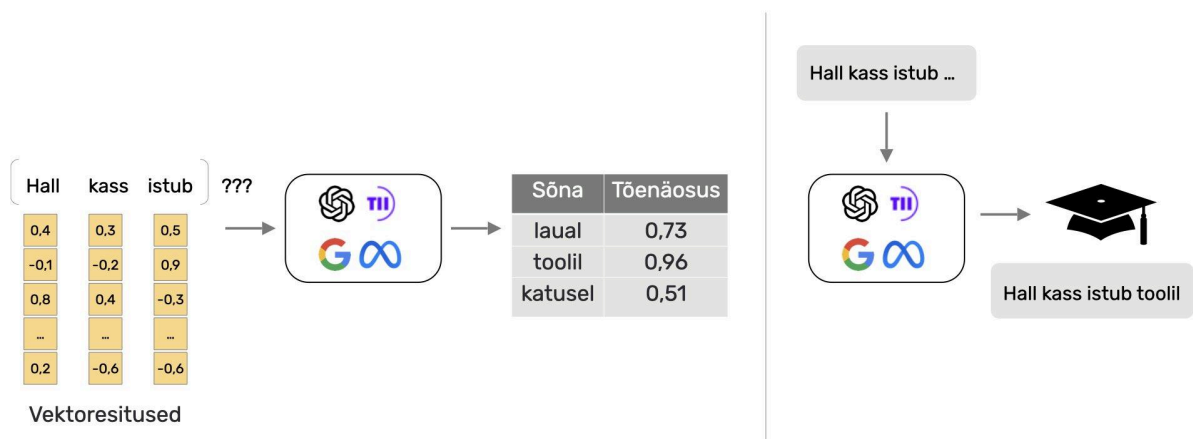 Hall kass istub ???
0,4 0,3 0,5
-0,1 -0,2 0,9
0,8 0,4 -0,3
... ... ...
0,2 -0,6 -0,6
Vektoresitused
TII
Sõna Tõenäosus
laual 0,73
toolil 0,96
katusel 0,51
Hall kass istub ...
TII
Hall kass istub toolil